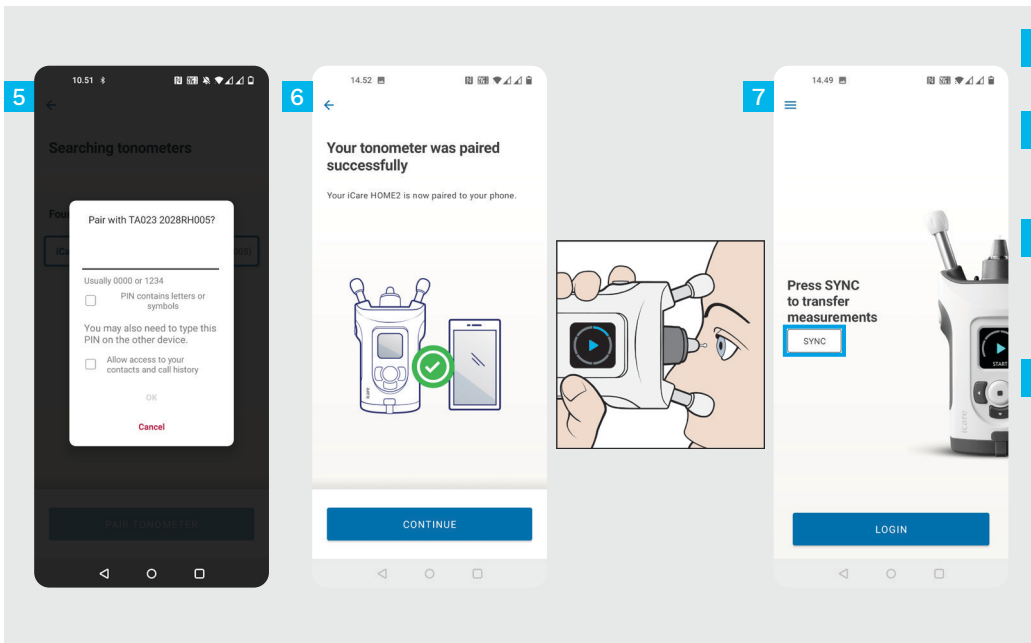 5
10.51
Searching tonometers
Pair with TA023 2028RH005?
Usually 0000 or 1234
PIN contains letters or
symbols
You may also need to type this
PIN on the other device.
Allow access to your
contacts and call history
OK
Cancel
PAIR TONOMETER
6
14.52
Your tonometer was paired
successfully
Your iCare HOME2 is now paired to your phone.
icare
CONTINUE
7
14.49
Press SYNC
to transfer
measurements
SYNC
START
icare
LOGIN